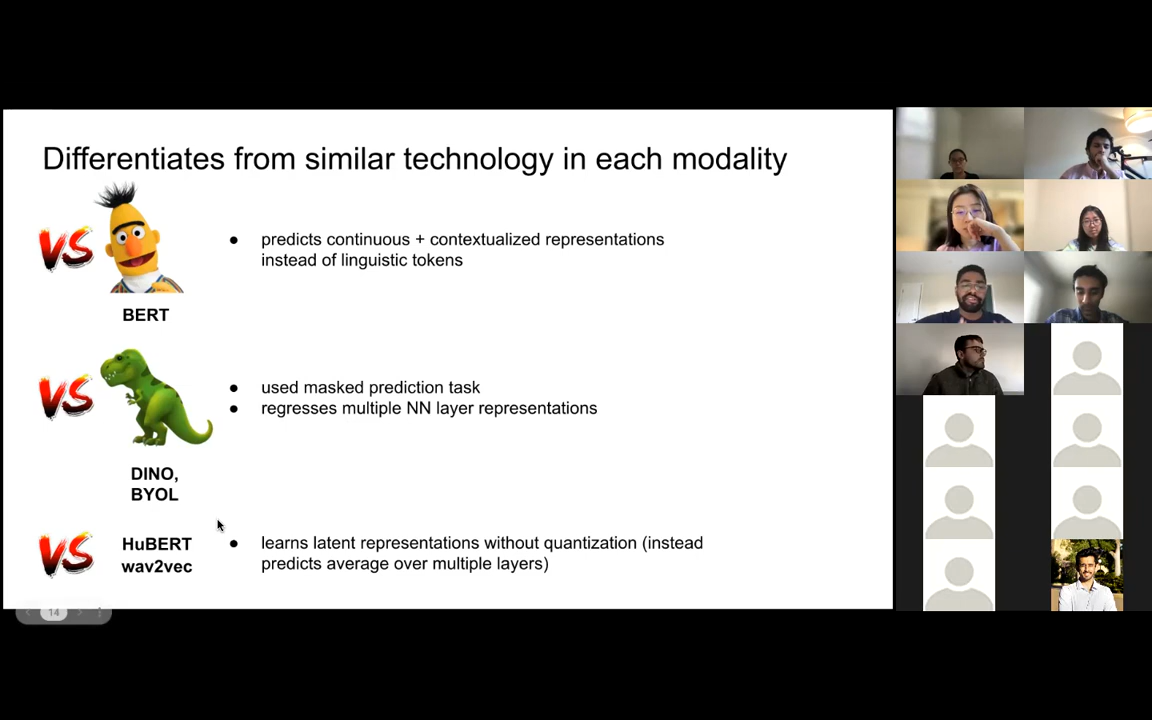 Differentiates from similar technology in each modality
VS
BERT
● predicts continuous + contextualized representations
instead of linguistic tokens
VS
DINO,
BYOL
● used masked prediction task
● regresses multiple NN layer representations
VS
HuBERT
wav2vec
● learns latent representations without quantization (instead
predicts average over multiple layers)
14